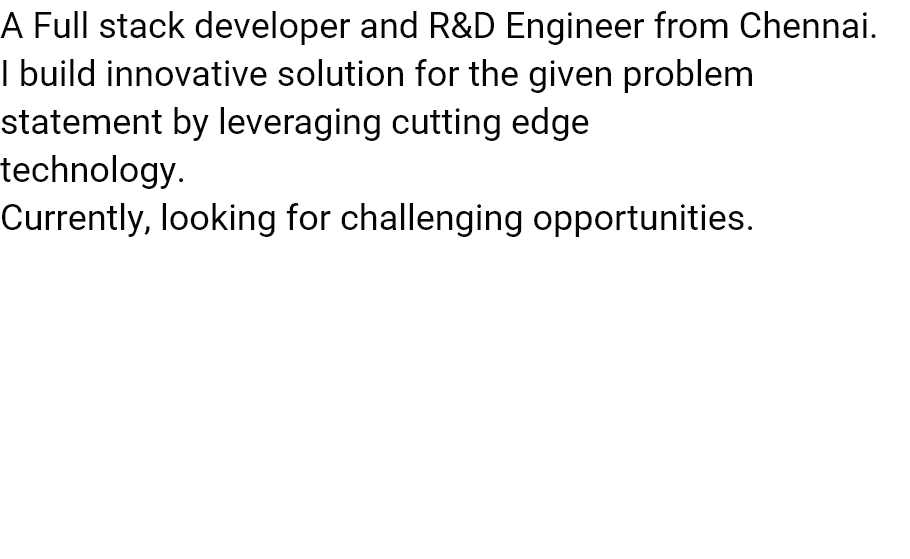 A Full stack developer and R&D Engineer from Chennai.
I build innovative solution for the given problem
statement by leveraging cutting edge
technology.
Currently, looking for challenging opportunities.